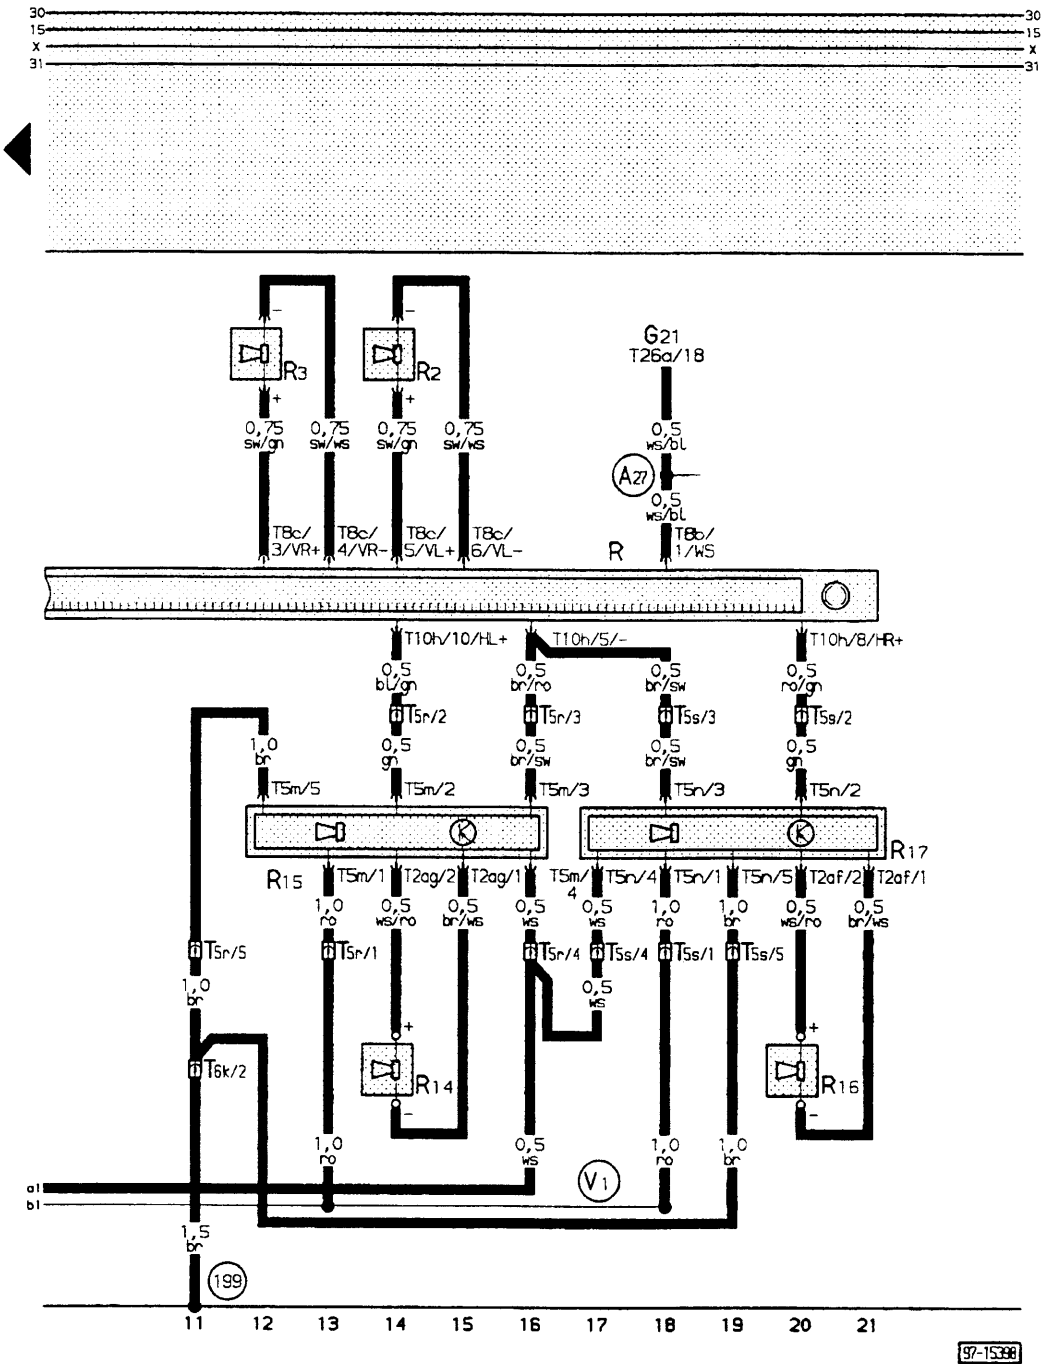 30 30
15 15
X X
31 31
- -
G21
T26a/18
R3 R2
+ +
0,75 0,75 0,75 0,75 0,5
sw/gn sw/ws sw/gn sw/ws ws/bl
A27
0,5
ws/bl
T8c/ T8c/ T8c/ T8c/ R T8b/
3/VR+ 4/VR- 5/VL+ 6/VL- 1/WS
T10h/10/HL+ T10h/5/- T10h/8/HR+
0,5 0,5 0,5 0,5
bl/gn br/ro br/sw ro/gn
T5r/2 T5r/3 T5s/3 T5s/2
1,0 0,5 0,5 0,5 0,5
br gn br/sw br/sw gn
T5m/5 T5m/2 T5m/3 T5n/3 T5n/2
K K
R15 R17
T5m/1 T2ag/2 T2ag/1 T5m/4 T5n/4 T5n/1 T5n/5 T2af/2 T2af/1
1,0 0,5 0,5 0,5 0,5 1,0 1,0 0,5 0,5
ro ws/ro br/ws ws ws ro br ws/ro br/ws
T5r/5 T5r/1 T5r/4 T5s/4 T5s/1 T5s/5
1,0 0,5
br ws
+ +
T6k/2 R14 R16
- -
1,0 0,5 1,0 1,0
ro ws ro br
V1
a1
b1
1,5
br
199
11 12 13 14 15 16 17 18 19 20 21
97-15398